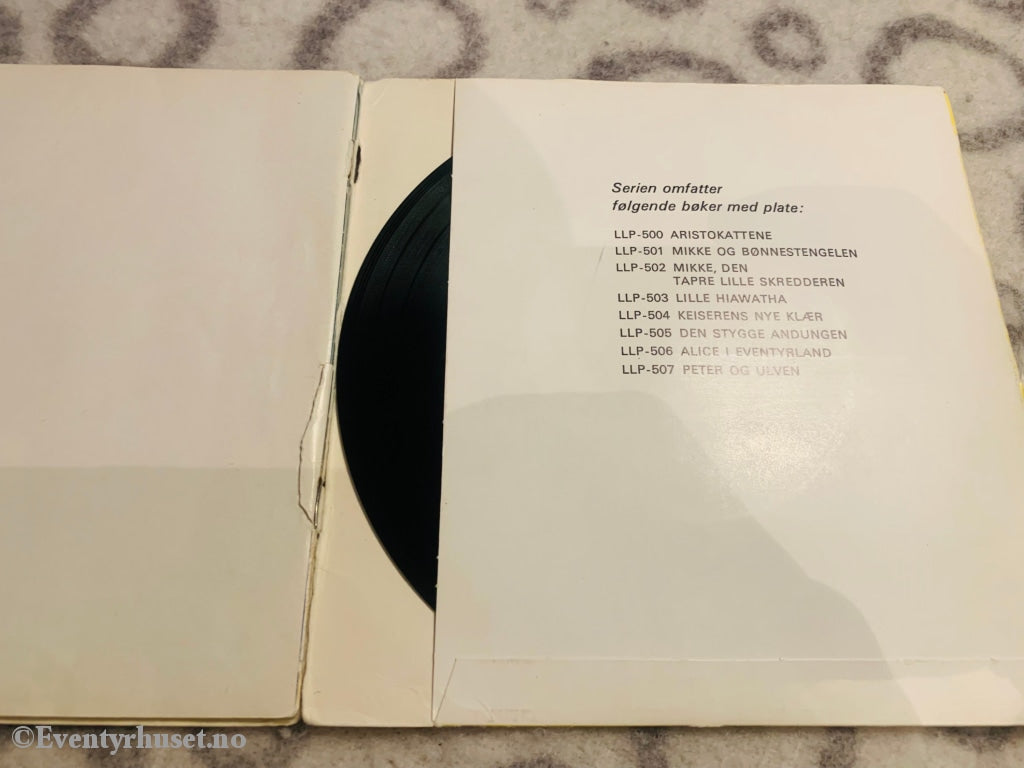 Serien omfatter
følgende bøker med plate:
LLP-500 ARISTOKATTENE
LLP-501 MIKKE OG BØNNESTENGELEN
LLP-502 MIKKE, DEN
TAPRE LILLE SKREDDEREN
LLP-503 LILLE HIAWATHA
LLP-504 KEISERENS NYE KLÆR
LLP-505 DEN STYGGE ANDUNGEN
LLP-506 ALICE I EVENTYRLAND
LLP-507 PETER OG ULVEN
©Eventyrhuset.no